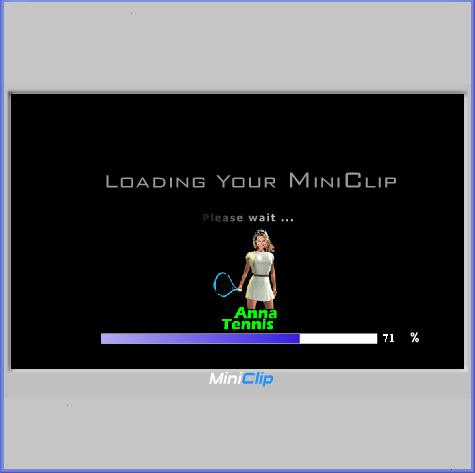 Loading Your MiniClip
Please wait ...
Anna
Tennis
71 %
MiniClip